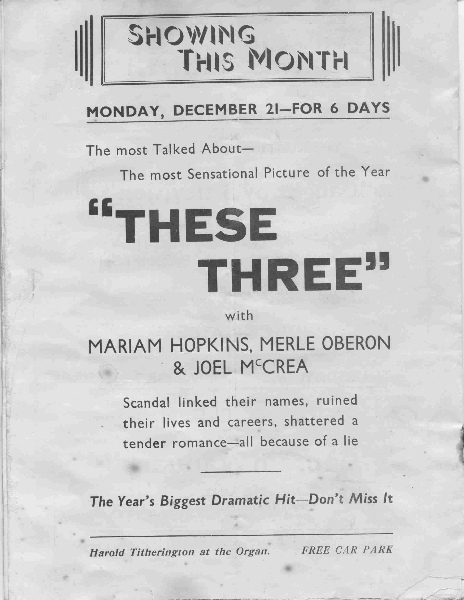 SHOWING
THIS MONTH
MONDAY, DECEMBER 21—FOR 6 DAYS
The most Talked About—
The most Sensational Picture of the Year
"THESE
THREE"
with
MARIAM HOPKINS, MERLE OBERON
& JOEL McCREA
Scandal linked their names, ruined
their lives and careers, shattered a
tender romance—all because of a lie
The Year's Biggest Dramatic Hit—Don't Miss It
Harold Titherington at the Organ. FREE CAR PARK